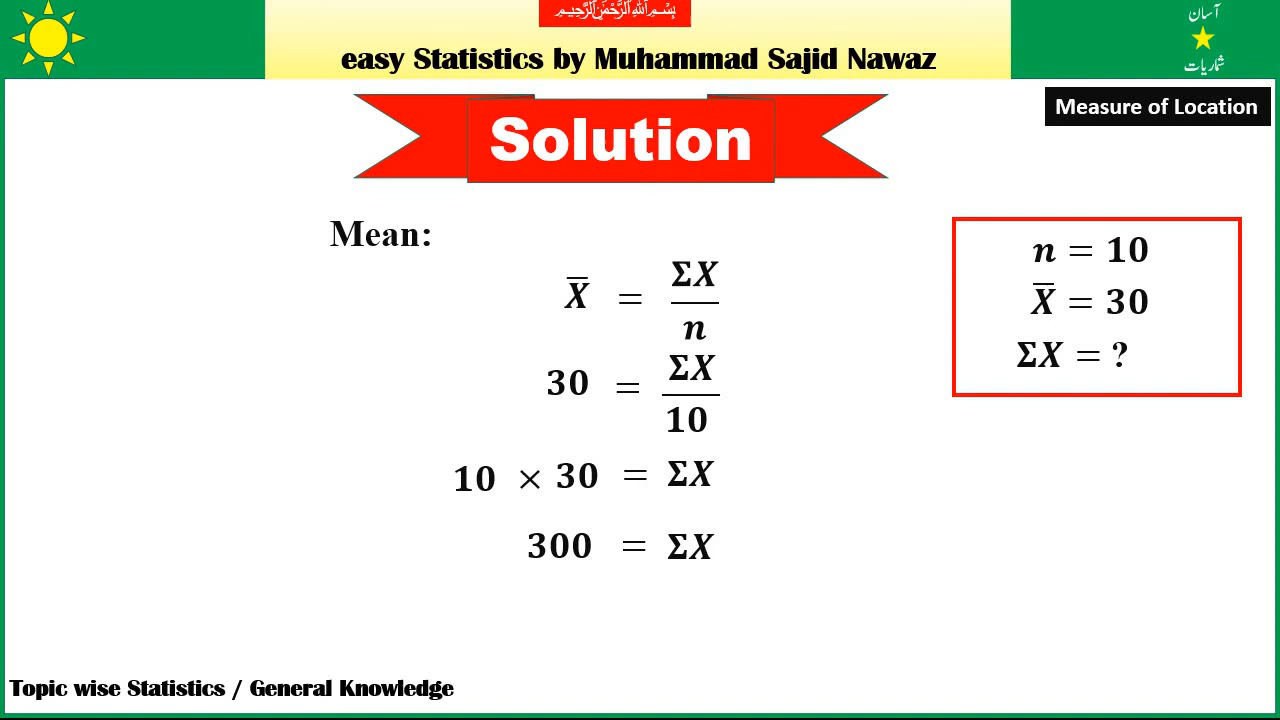 بِسْمِ اللهِ الرَّحْمٰنِ الرَّحِيْمِ
easy Statistics by Muhammad Sajid Nawaz
آسان
شماریات
Measure of Location
Solution
Mean:
X̅ = ΣX / n
30 = ΣX / 10
10 × 30 = ΣX
300 = ΣX
n = 10
X̅ = 30
ΣX = ?
Topic wise Statistics / General Knowledge